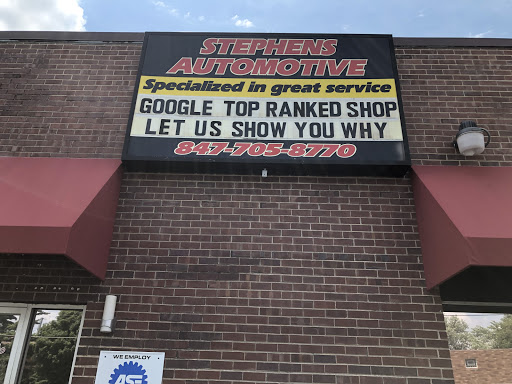 STEPHENS
AUTOMOTIVE
Specialized in great service
GOOGLE TOP RANKED SHOP
LET US SHOW YOU WHY
847-705-8770
WE EMPLOY
ASE